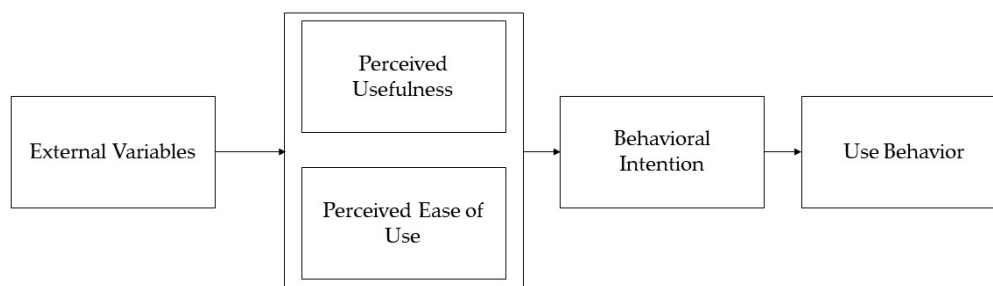 External Variables
Perceived
Usefulness
Perceived Ease of
Use
Behavioral
Intention
Use Behavior